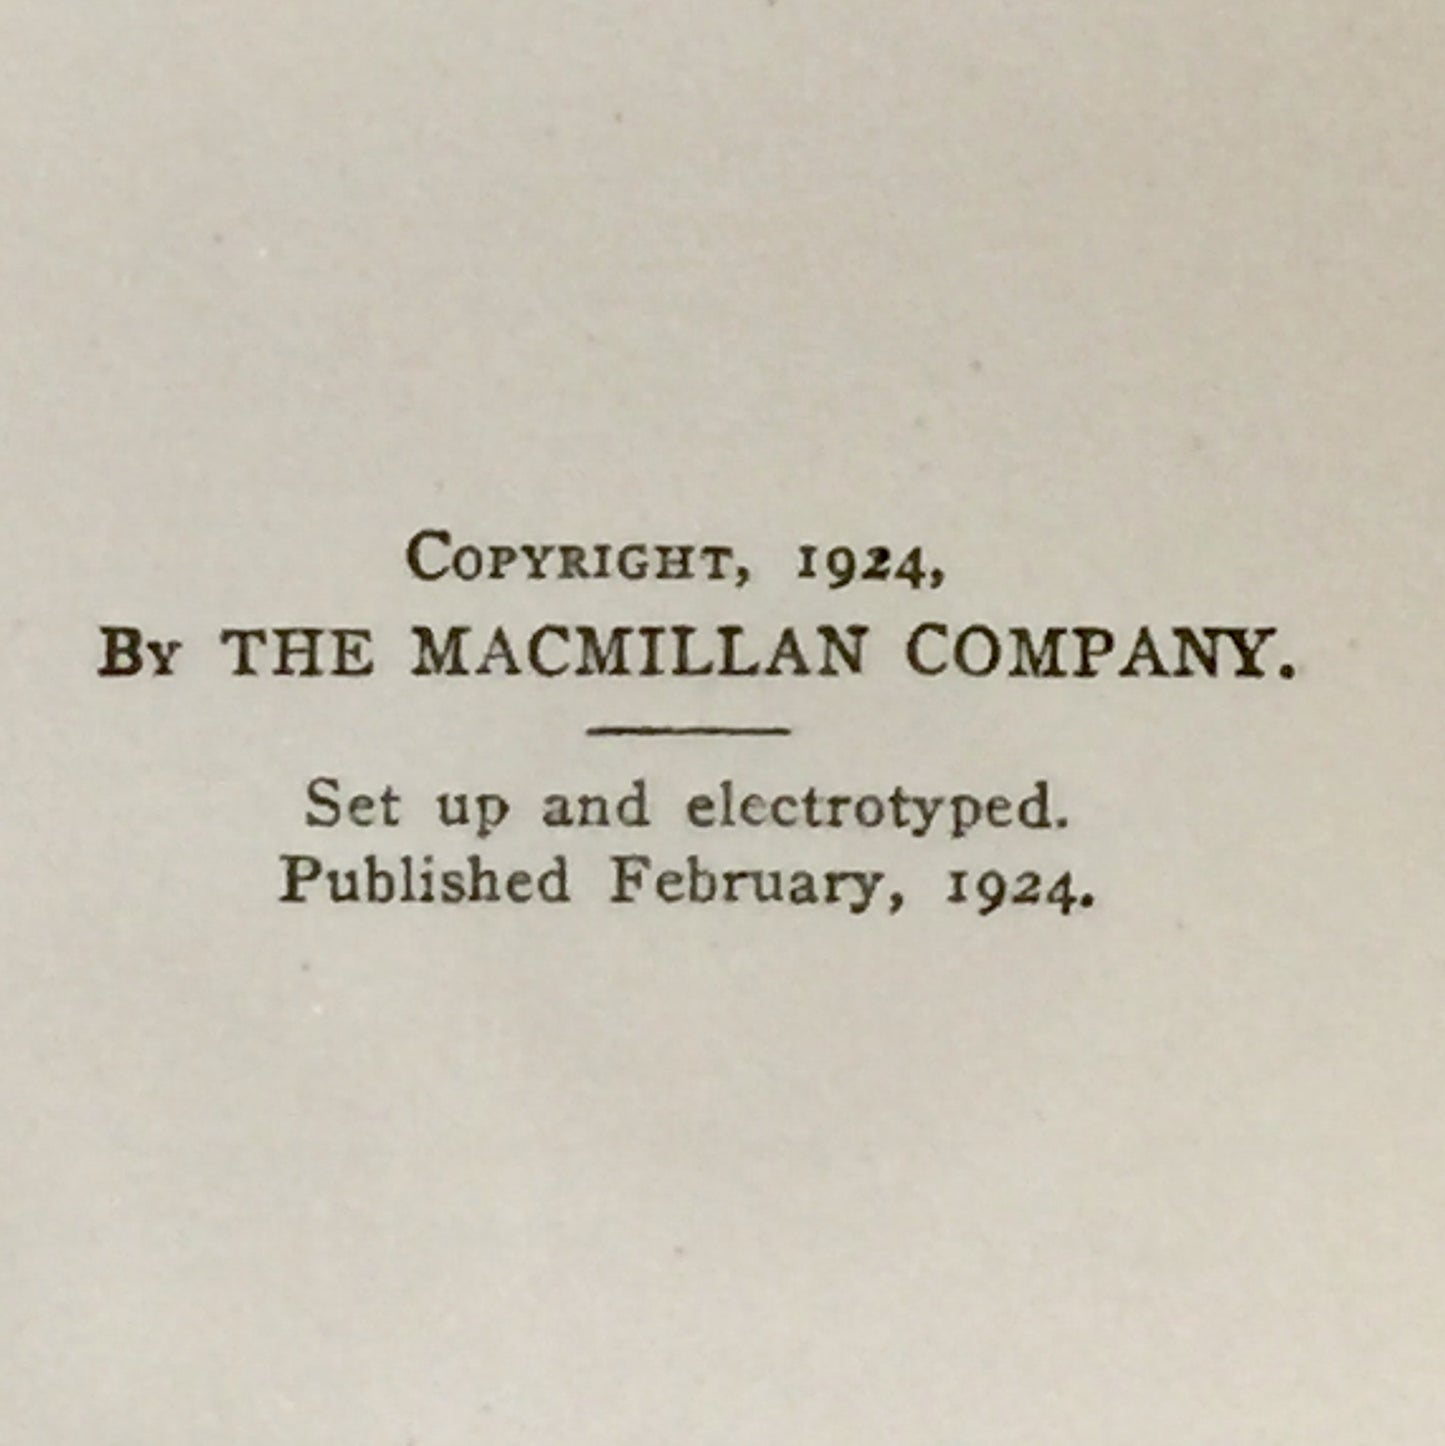 Copyright, 1924,
By THE MACMILLAN COMPANY.
Set up and electrotyped.
Published February, 1924.